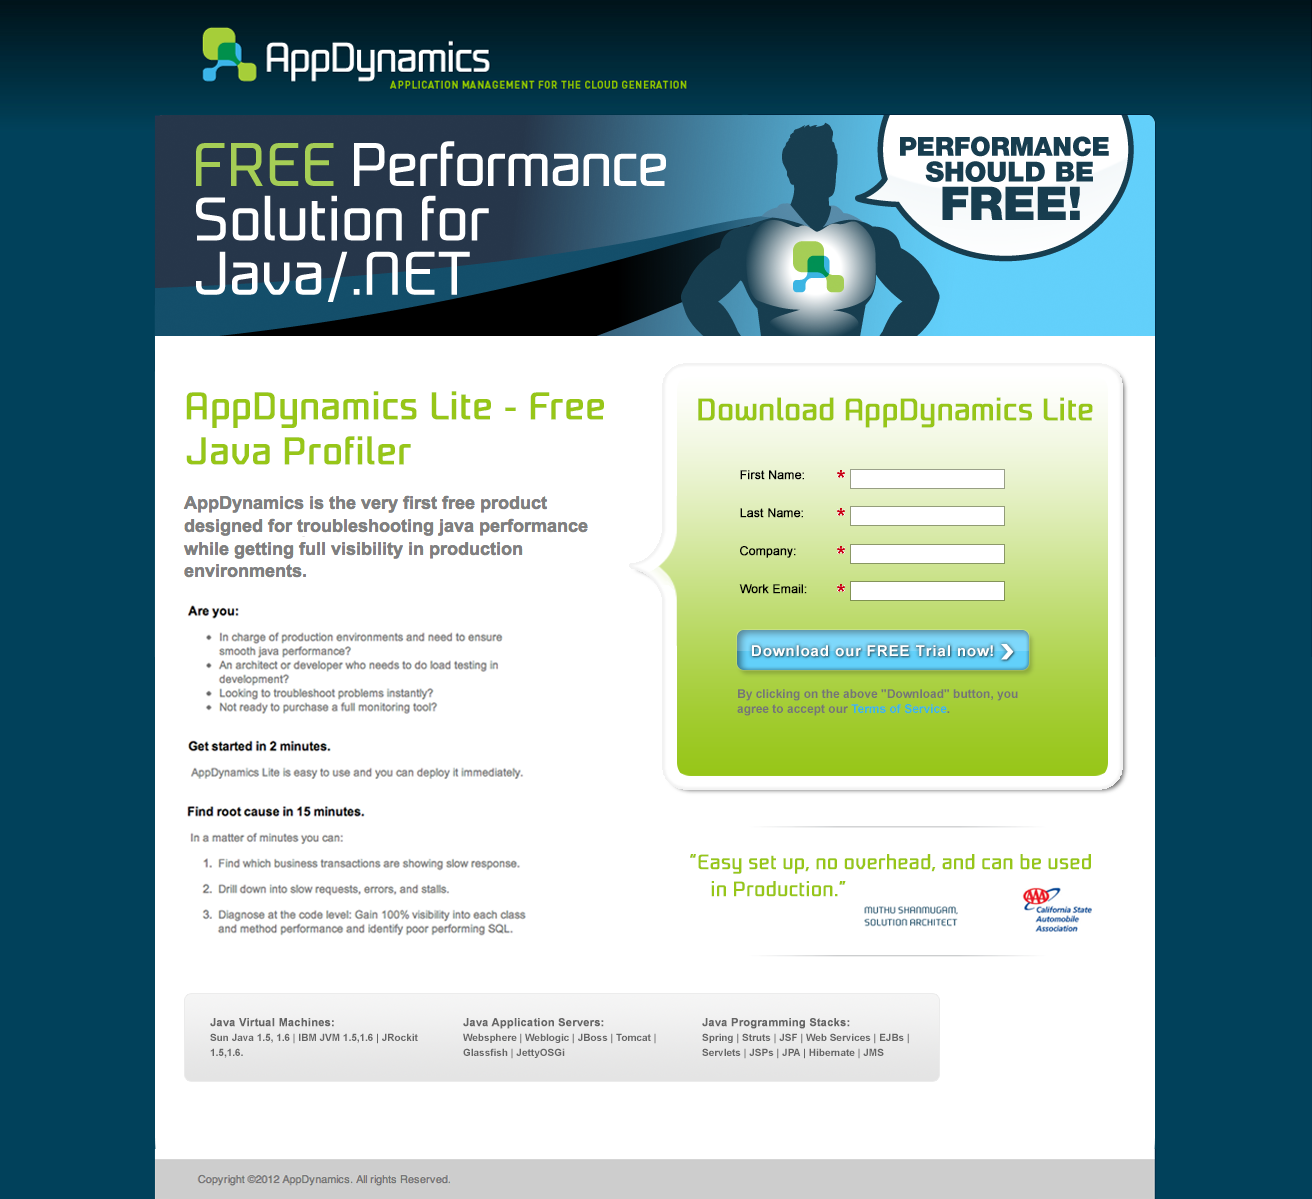 AppDynamics
APPLICATION MANAGEMENT FOR THE CLOUD GENERATION
FREE Performance
Solution for
Java/.NET
PERFORMANCE
SHOULD BE
FREE!
AppDynamics Lite - Free
Java Profiler
AppDynamics is the very first free product
designed for troubleshooting java performance
while getting full visibility in production
environments.
Are you:
• In charge of production environments and need to ensure
smooth java performance?
• An architect or developer who needs to do load testing in
development?
• Looking to troubleshoot problems instantly?
• Not ready to purchase a full monitoring tool?
Get started in 2 minutes.
AppDynamics Lite is easy to use and you can deploy it immediately.
Find root cause in 15 minutes.
In a matter of minutes you can:
1. Find which business transactions are showing slow response.
2. Drill down into slow requests, errors, and stalls.
3. Diagnose at the code level: Gain 100% visibility into each class
and method performance and identify poor performing SQL.
Download AppDynamics Lite
First Name: *
Last Name: *
Company: *
Work Email: *
Download our FREE Trial now!
By clicking on the above "Download" button, you
agree to accept our Terms of Service.
"Easy set up, no overhead, and can be used
in Production."
MUTHU SHANMUGAM,
SOLUTION ARCHITECT
AAA
California State
Automobile
Association
Java Virtual Machines:
Sun Java 1.5, 1.6 | IBM JVM 1.5,1.6 | JRockit
1.5,1.6.
Java Application Servers:
Websphere | Weblogic | JBoss | Tomcat |
Glassfish | JettyOSGi
Java Programming Stacks:
Spring | Struts | JSF | Web Services | EJBs |
Servlets | JSPs | JPA | Hibernate | JMS
Copyright ©2012 AppDynamics. All rights Reserved.